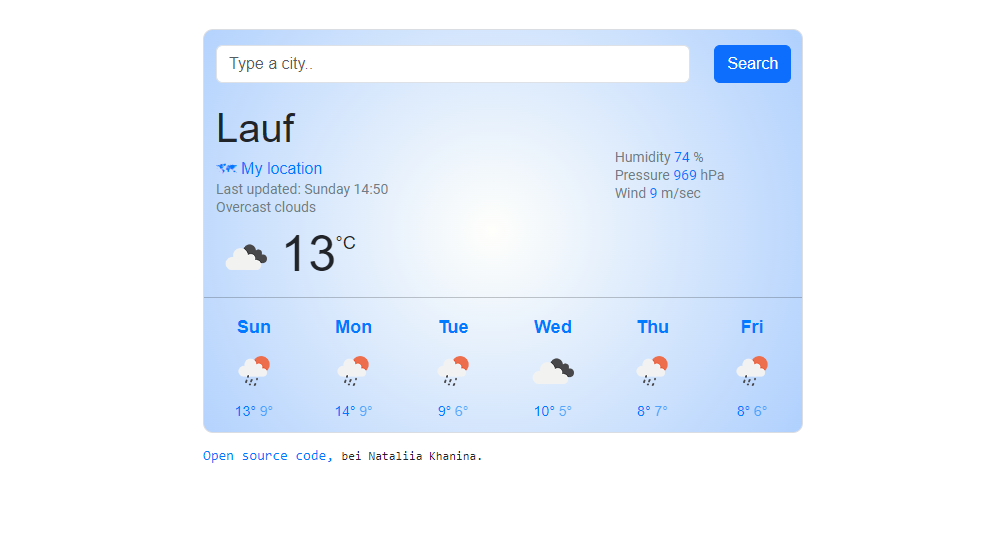 Type a city..
Search
Lauf
My location
Last updated: Sunday 14:50
Overcast clouds
Humidity 74 %
Pressure 969 hPa
Wind 9 m/sec
13°C
Sun Mon Tue Wed Thu Fri
13° 9° 14° 9° 9° 6° 10° 5° 8° 7° 8° 6°
Open source code, bei Nataliia Khanina.